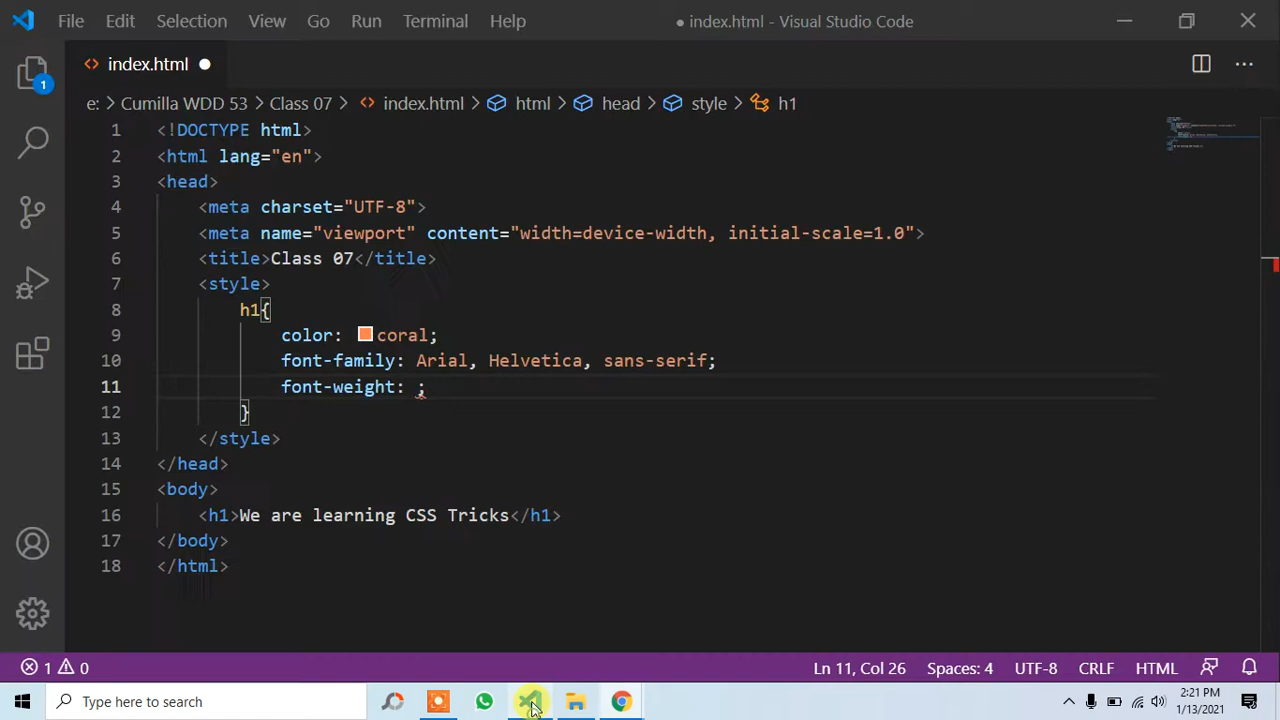 File Edit Selection View Go Run Terminal Help ● index.html - Visual Studio Code
index.html
e: > Cumilla WDD 53 > Class 07 > index.html > html > head > style > h1
1 <!DOCTYPE html>
2 <html lang="en">
3 <head>
4 <meta charset="UTF-8">
5 <meta name="viewport" content="width=device-width, initial-scale=1.0">
6 <title>Class 07</title>
7 <style>
8 h1{
9 color: coral;
10 font-family: Arial, Helvetica, sans-serif;
11 font-weight: ;
12 }
13 </style>
14 </head>
15 <body>
16 <h1>We are learning CSS Tricks</h1>
17 </body>
18 </html>
1
1 0 Ln 11, Col 26 Spaces: 4 UTF-8 CRLF HTML
Type here to search
2:21 PM
1/13/2021